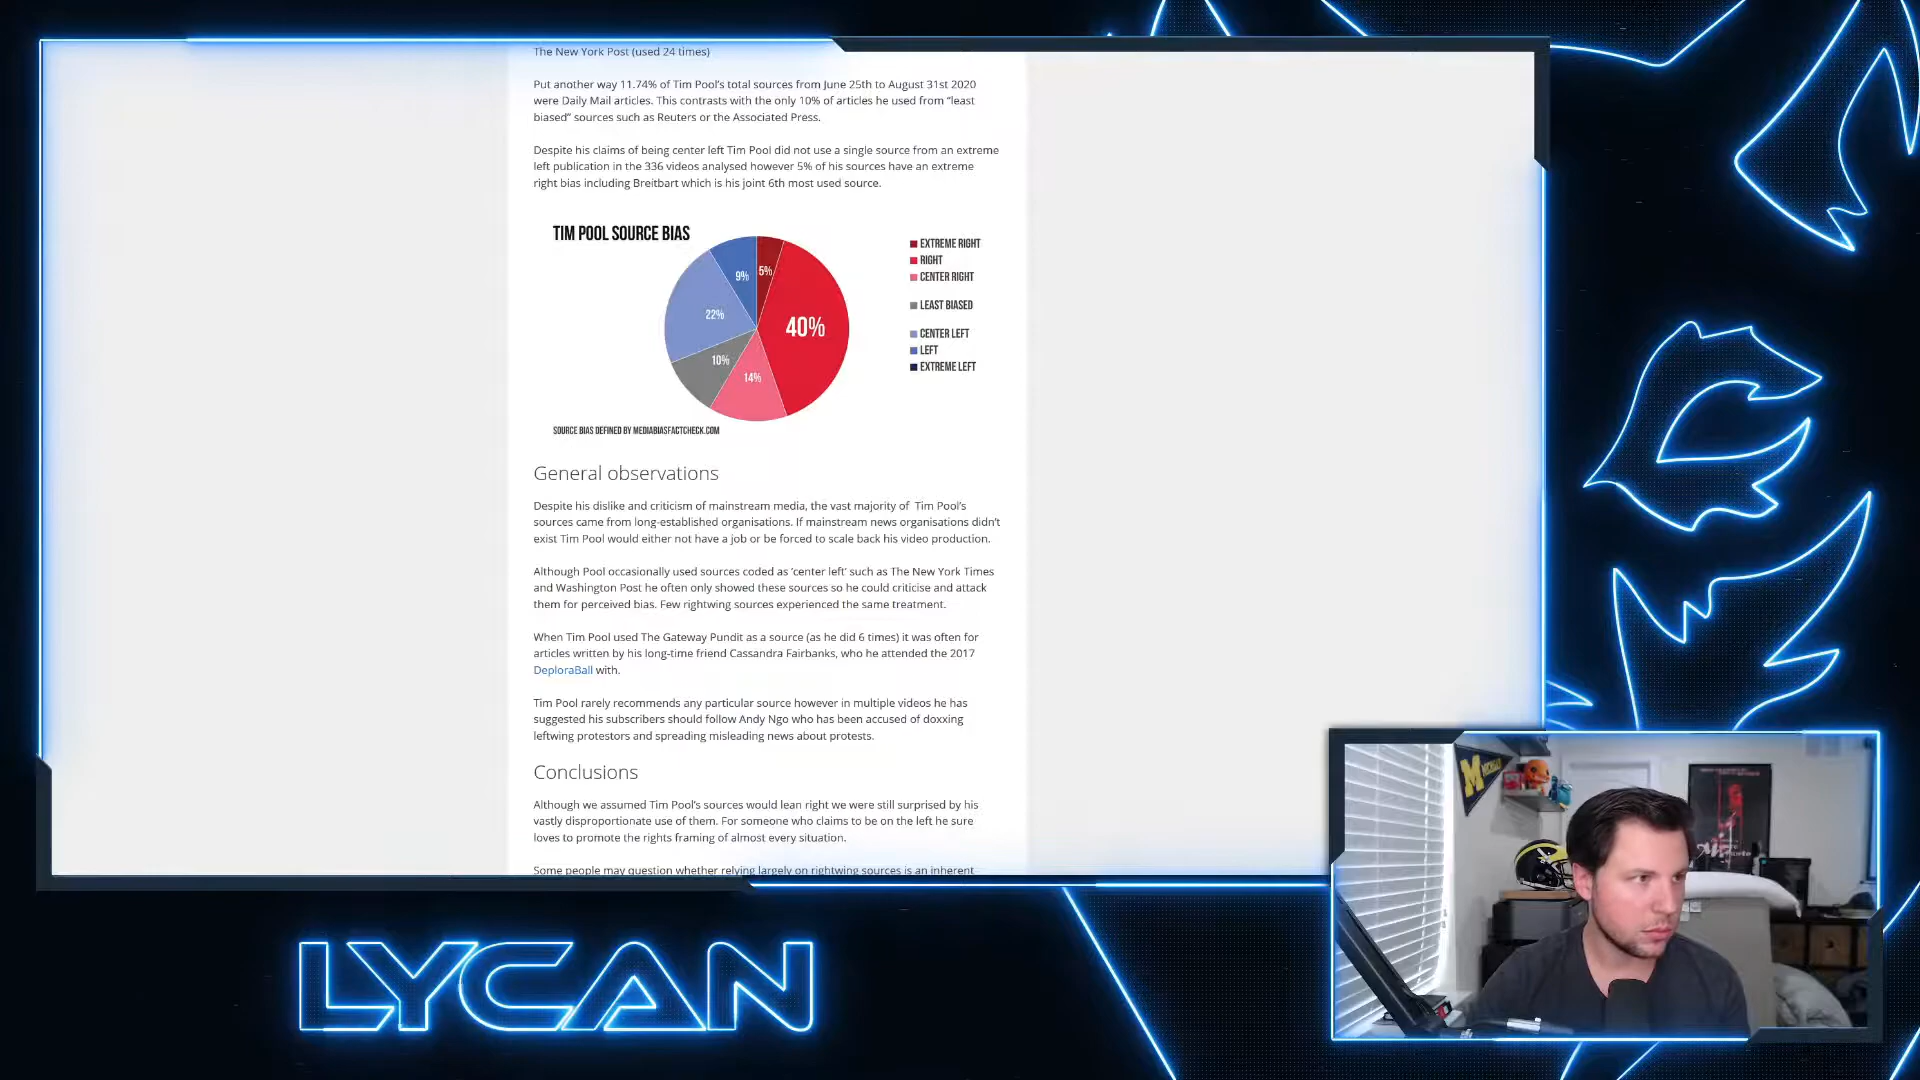 The New York Post (used 24 times)
Put another way 11.74% of Tim Pool's total sources from June 25th to August 31st 2020
were Daily Mail articles. This contrasts with the only 10% of articles he used from “least
biased” sources such as Reuters or the Associated Press.
Despite his claims of being center left Tim Pool did not use a single source from an extreme
left publication in the 336 videos analysed however 5% of his sources have an extreme
right bias including Breitbart which is his joint 6th most used source.
TIM POOL SOURCE BIAS
9%
5%
22%
40%
10%
14%
EXTREME RIGHT
RIGHT
CENTER RIGHT
LEAST BIASED
CENTER LEFT
LEFT
EXTREME LEFT
SOURCE BIAS DEFINED BY MEDIABIASFACTCHECK.COM
General observations
Despite his dislike and criticism of mainstream media, the vast majority of Tim Pool's
sources came from long-established organisations. If mainstream news organisations didn't
exist Tim Pool would either not have a job or be forced to scale back his video production.
Although Pool occasionally used sources coded as ‘center left’ such as The New York Times
and Washington Post he often only showed these sources so he could criticise and attack
them for perceived bias. Few rightwing sources experienced the same treatment.
When Tim Pool used The Gateway Pundit as a source (as he did 6 times) it was often for
articles written by his long-time friend Cassandra Fairbanks, who he attended the 2017
DeploraBall with.
Tim Pool rarely recommends any particular source however in multiple videos he has
suggested his subscribers should follow Andy Ngo who has been accused of doxxing
leftwing protestors and spreading misleading news about protests.
Conclusions
Although we assumed Tim Pool's sources would lean right we were still surprised by his
vastly disproportionate use of them. For someone who claims to be on the left he sure
loves to promote the rights framing of almost every situation.
Some people may question whether relying largely on rightwing sources is an inherent
M MICHIGAN
LYCAN